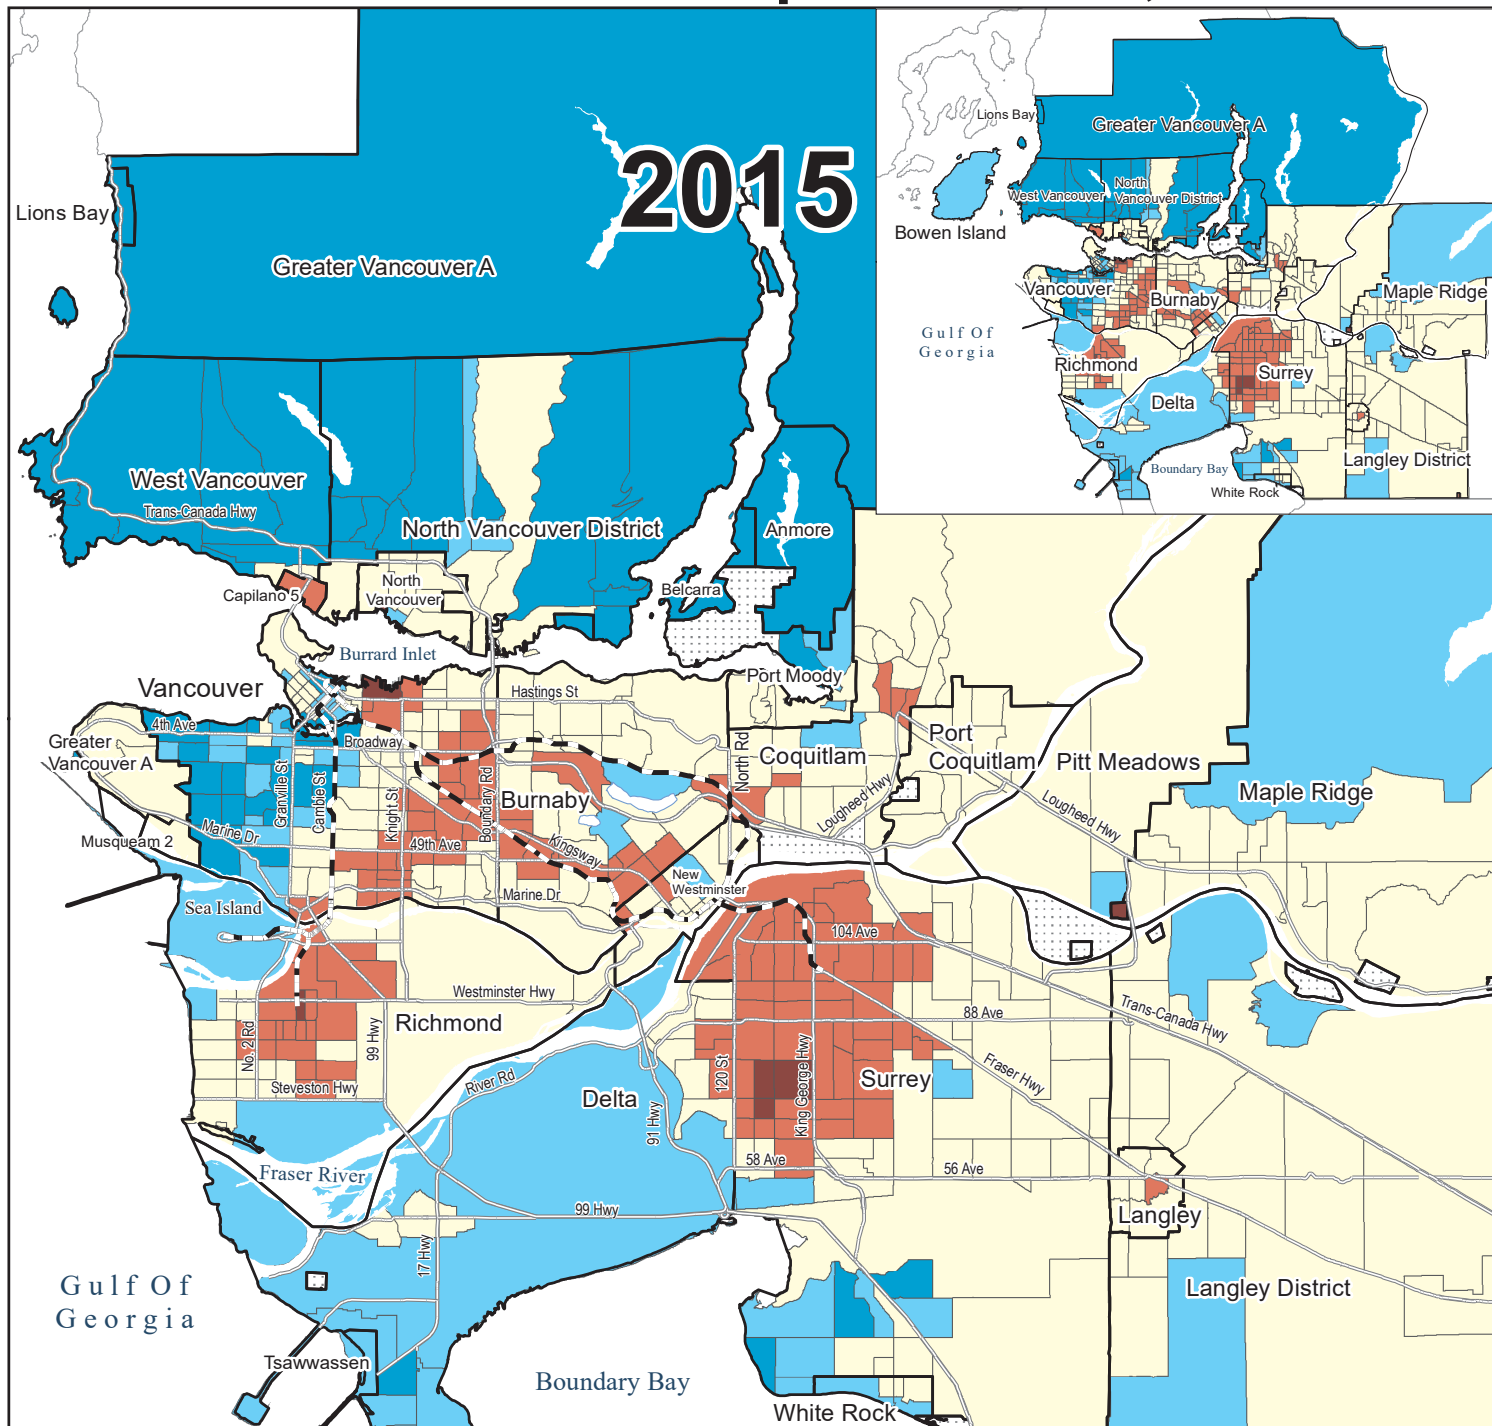 2015
Lions Bay
Greater Vancouver A
West Vancouver
Trans-Canada Hwy
North Vancouver District
Anmore
Belcarra
Capilano 5
North
Vancouver
Burrard Inlet
Port Moody
Vancouver
Hastings St
4th Ave
Broadway
Greater
Vancouver A
Granville St
Cambie St
Knight St
Boundary Rd
North Rd
Burnaby
Coquitlam
Port
Coquitlam
Pitt Meadows
Maple Ridge
Lougheed Hwy
Lougheed Hwy
Musqueam 2
Marine Dr
49th Ave
Kingsway
Marine Dr
New
Westminster
Sea Island
104 Ave
Westminster Hwy
Richmond
No. 2 Rd
99 Hwy
Steveston Hwy
River Rd
Delta
91 Hwy
120 St
King George Hwy
Surrey
88 Ave
Fraser Hwy
Trans-Canada Hwy
58 Ave
56 Ave
Langley
Langley District
Fraser River
99 Hwy
17 Hwy
Gulf Of
Georgia
Tsawwassen
Boundary Bay
White Rock
Lions Bay
Greater Vancouver A
West Vancouver
North
Vancouver District
Bowen Island
Vancouver
Burnaby
Maple Ridge
Gulf Of
Georgia
Richmond
Surrey
Delta
Boundary Bay
Langley District
White Rock